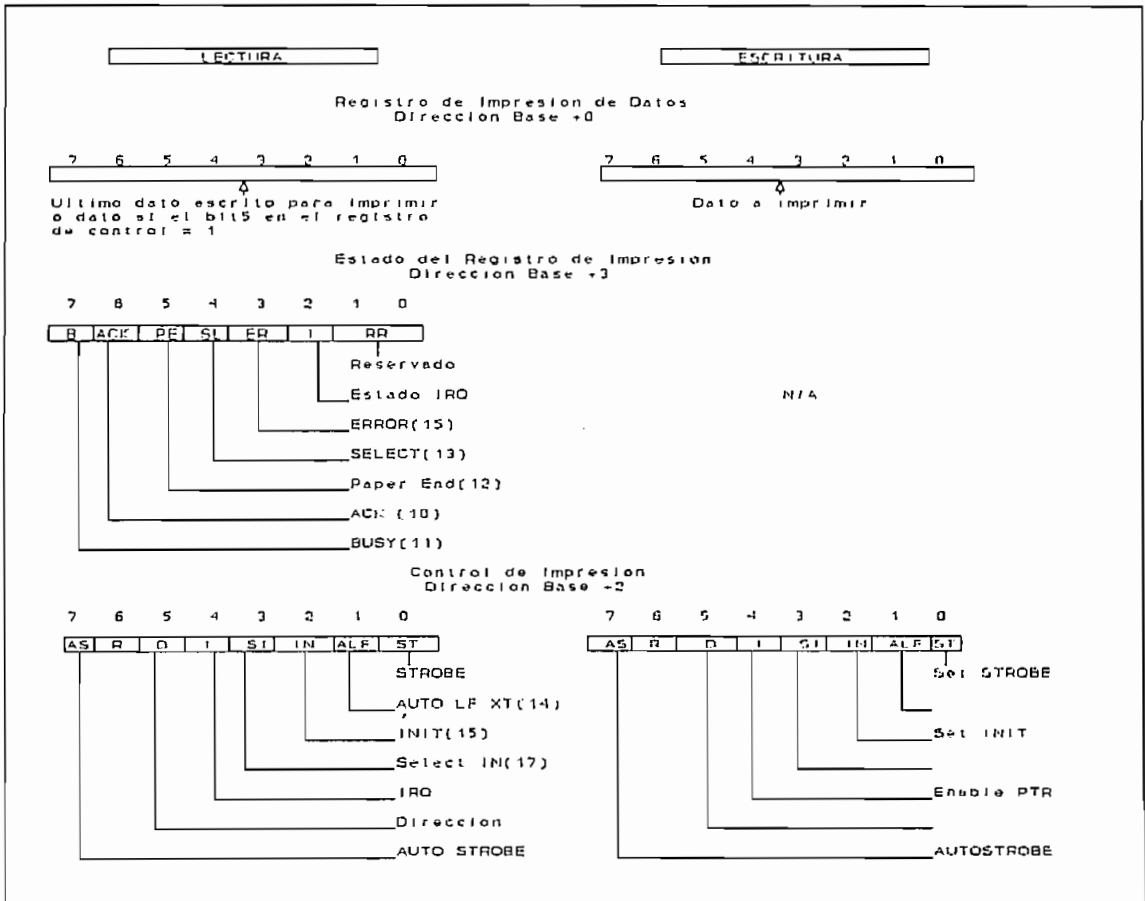 LECTURA
ESCRITURA
Registro de Impresion de Datos
Direccion Base +0
7 6 5 4 3 2 1 0
7 6 5 4 3 2 1 0
Ultimo dato escrito para imprimir
o dato si el bit5 en el registro
de control = 1
Dato a imprimir
Estado del Registro de Impresion
Direccion Base +3
7 6 5 4 3 2 1 0
B ACK PE SL ER I RR
Reservado
Estado IRQ
N/A
ERROR(15)
SELECT(13)
Paper End(12)
ACK (10)
BUSY(11)
Control de Impresion
Direccion Base +2
7 6 5 4 3 2 1 0
7 6 5 4 3 2 1 0
AS R D I SI IN ALF ST
AS R D I SI IN ALF ST
STROBE
Set STROBE
AUTO LF XT(14)
INIT(15)
Set INIT
Select IN(17)
IRQ
Enable PTR
Direccion
AUTO STROBE
AUTOSTROBE